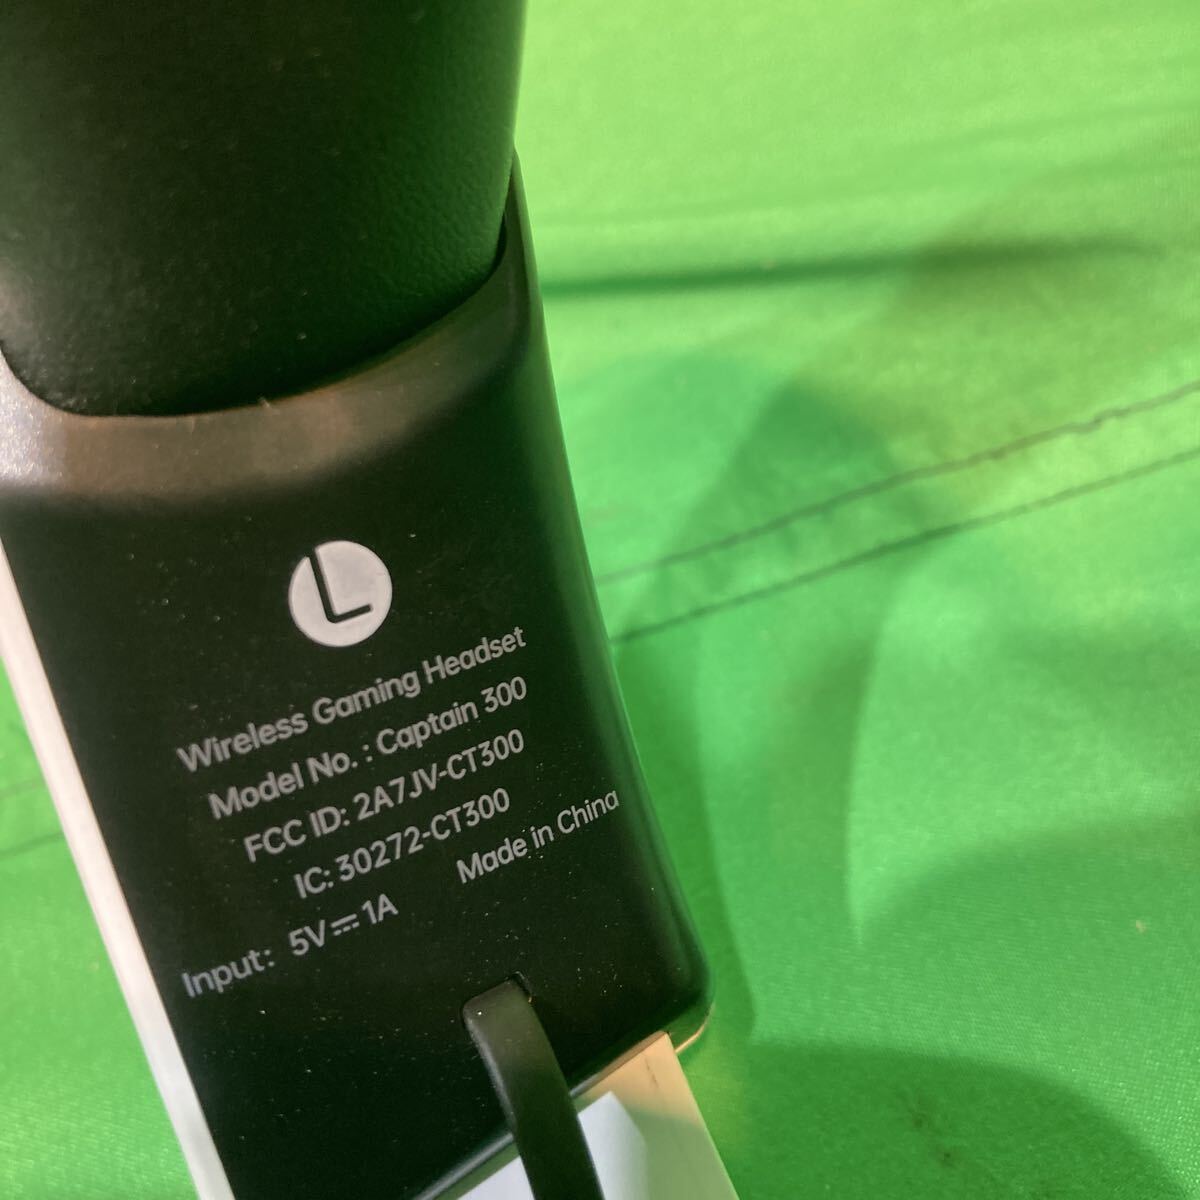 L
Wireless Gaming Headset
Model No. : Captain 300
FCC ID: 2A7JV-CT300
IC: 30272-CT300
Made in China
Input: 5V⎓1A